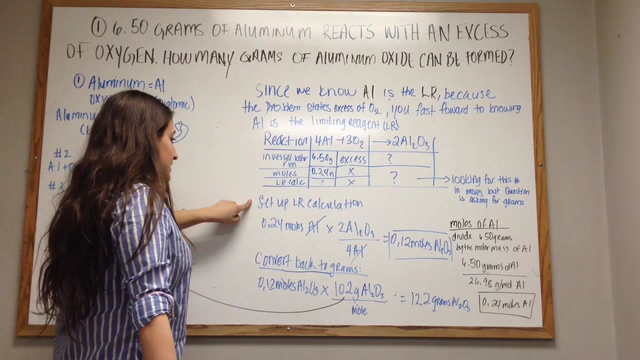 ① 6.50 GRAMS OF ALUMINUM REACTS WITH AN EXCESS
OF OXYGEN. HOW MANY GRAMS OF ALUMINUM OXIDE CAN BE FORMED?
① ALUMINUM = Al
OXY
Aluminum
#2
Al +
#3
Since we know Al is the LR, because
the problem states excess of O₂, you fast foward to knowing
Al is the limiting reagent (LR)
Reaction 4Al + 3O₂ → 2Al₂O₃
6.50g excess ?
moles 0.24m x ?
LR calc x
→ looking for this
in moles, but Question
is asking for grams
Set up LR calculation
0.24 moles Al x 2Al₂O₃ / 4Al = 0.12 moles Al₂O₃
Convert back to grams:
0.12 moles Al₂O₃ x 102g Al₂O₃ / mole = 12.2 grams Al₂O₃
moles of Al
divide 6.50 grams
by the molar mass of Al
6.50 grams of Al
26.98 g/mol Al
0.24 moles Al